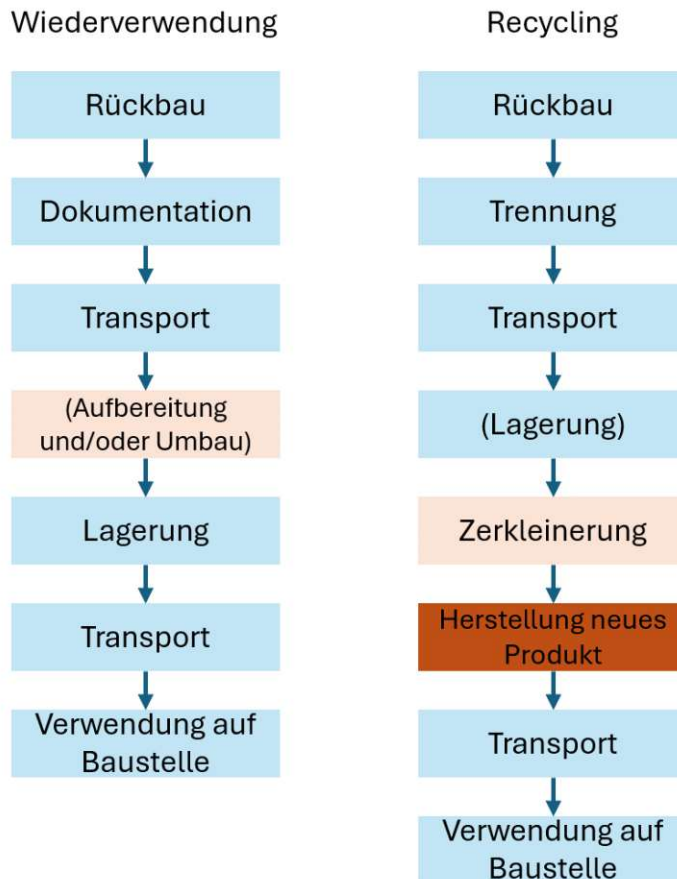 Wiederverwendung
Rückbau
Dokumentation
Transport
(Aufbereitung
und/oder Umbau)
Lagerung
Transport
Verwendung auf
Baustelle
Recycling
Rückbau
Trennung
Transport
(Lagerung)
Zerkleinerung
Herstellung neues
Produkt
Transport
Verwendung auf
Baustelle